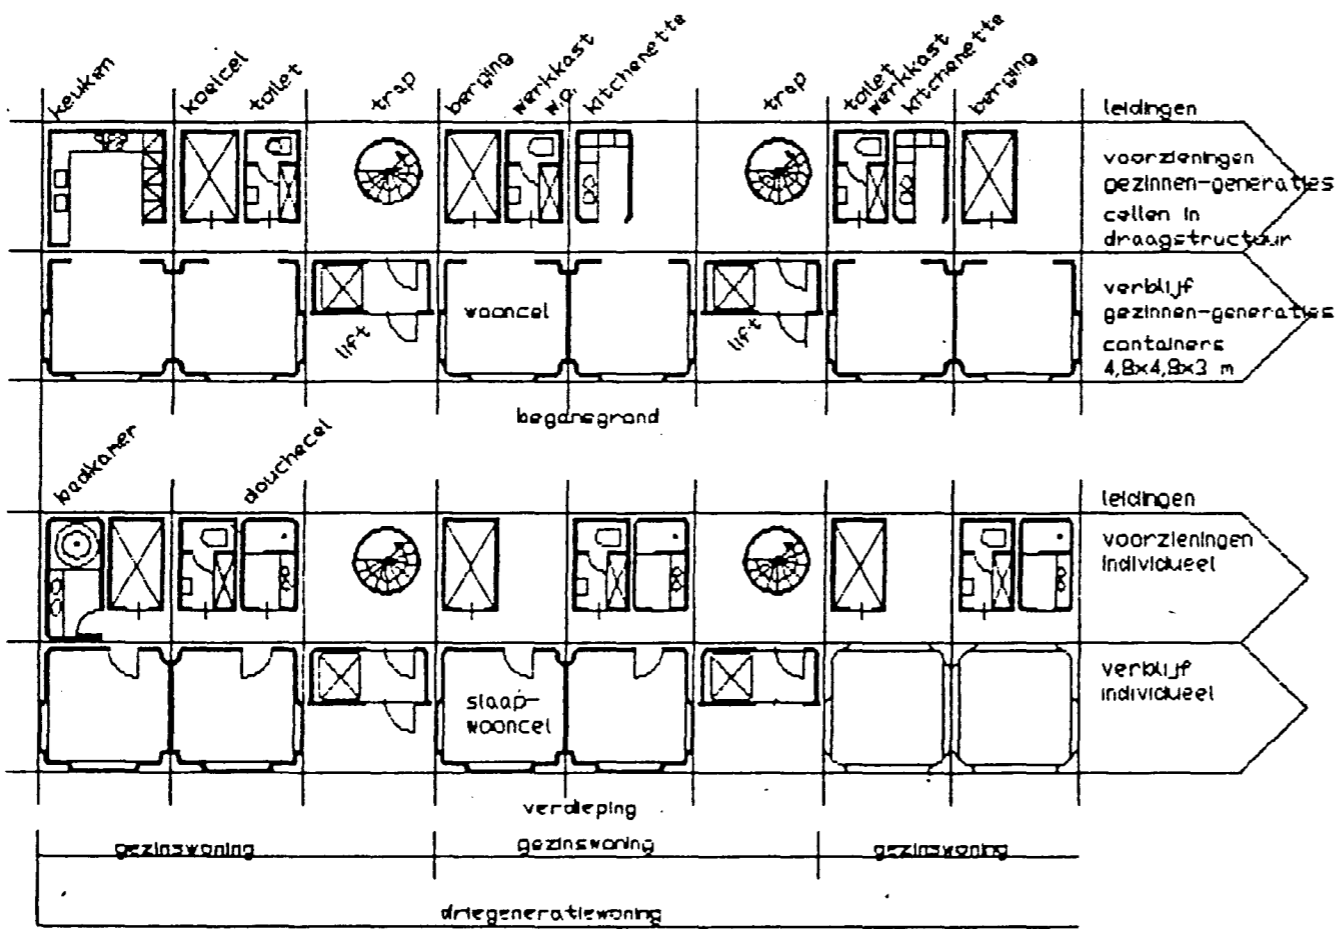 keuken
koelcel
toilet
trap
berging
werkkast
w.p.
kitchenette
trap
toilet
werkkast
kitchenette
berging
leidingen
voorzieningen
gezinnen-generaties
cellen in
draagstructuur
lift
wooncel
lift
verblijf
gezinnen-generaties
containers
4,8x4,8x3 m
begansgrond
badkamer
douchecel
leidingen
voorzieningen
individueel
slaap-
wooncel
verblijf
individueel
verdieping
gezinswoning
gezinswoning
gezinswoning
driegeneratiewoning